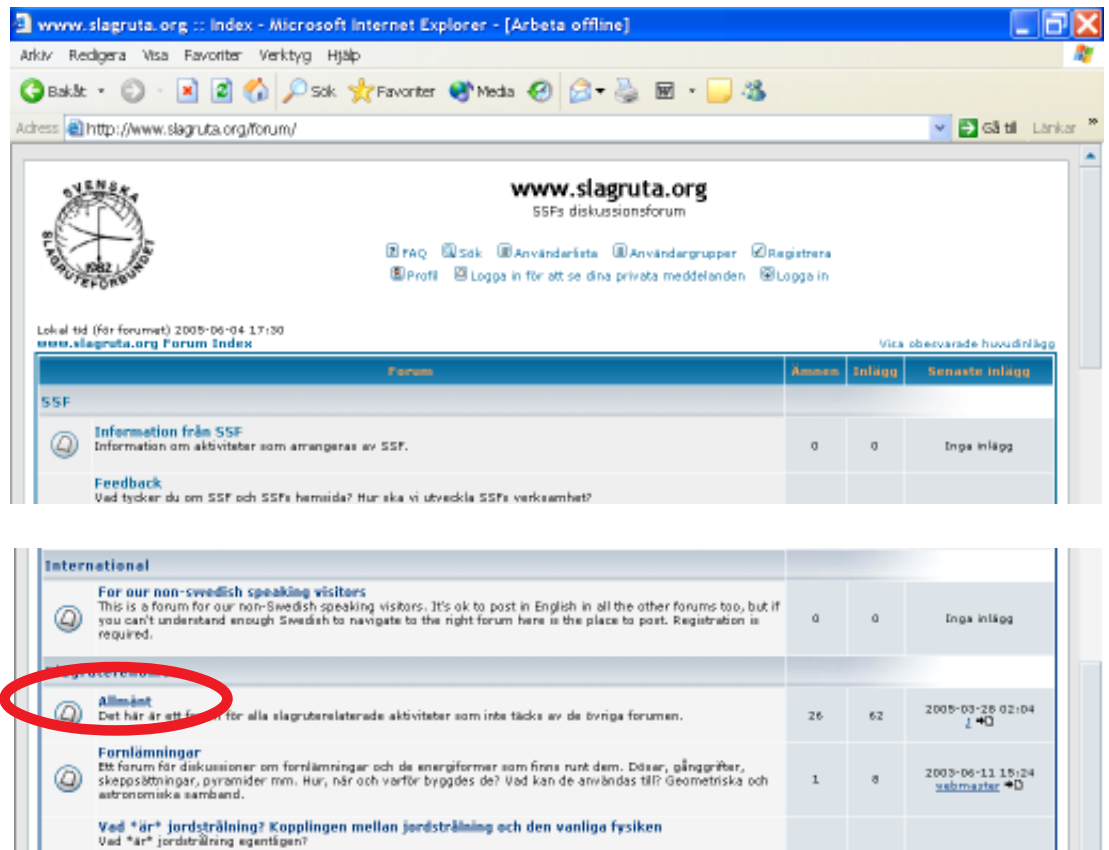 www.slagruta.org :: Index - Microsoft Internet Explorer - [Arbeta offline]
Arkiv Redigera Visa Favoriter Verktyg Hjälp
Bakåt Sök Favoriter Media
Adress http://www.slagruta.org/forum/ Gå till Länkar »
SVENSKA
SLAGRUTEFÖRBUNDET
1982
www.slagruta.org
SSFs diskussionsforum
FAQ Sök Användarlista Användargrupper Registrera
Profil Logga in för att se dina privata meddelanden Logga in
Lokal tid (för forumet) 2005-06-04 17:30
www.slagruta.org Forum Index Visa obesvarade huvudinlägg
Forum Ämnen Inlägg Senaste inlägg
SSF
Information från SSF
Information om aktiviteter som arrangeras av SSF. 0 0 Inga inlägg
Feedback
Vad tycker du om SSF och SSFs hemsida? Hur ska vi utveckla SSFs verksamhet?
International
For our non-swedish speaking visitors
This is a forum for our non-Swedish speaking visitors. It's ok to post in English in all the other forums too, but if
you can't understand enough Swedish to navigate to the right forum here is the place to post. Registration is
required. 0 0 Inga inlägg
Allmänt
Det här är ett forum för alla slagruterelaterade aktiviteter som inte täcks av de övriga forumen. 26 62 2005-03-28 02:04
Fornlämningar
Ett forum för diskussioner om fornlämningar och de energiformer som finns runt dem. Dösar, gånggrifter,
skeppsättningar, pyramider mm. Hur, när och varför byggdes de? Vad kan de användas till? Geometriska och
astronomiska samband. 1 8 2003-06-11 15:24
webmaster
Vad *är* jordstrålning? Kopplingen mellan jordstrålning och den vanliga fysiken
Vad *är* jordstrålning egentligen?